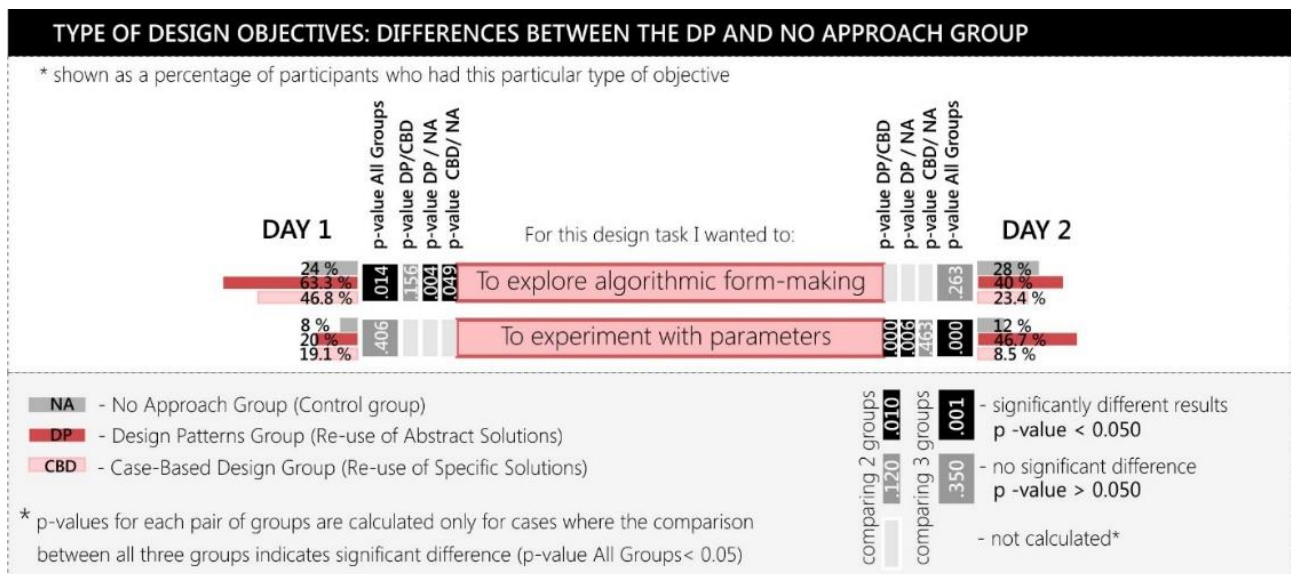 TYPE OF DESIGN OBJECTIVES: DIFFERENCES BETWEEN THE DP AND NO APPROACH GROUP
* shown as a percentage of participants who had this particular type of objective
DAY 1
p-value All Groups
p-value DP/CBD
p-value DP / NA
p-value CBD/ NA
For this design task I wanted to:
p-value DP/CBD
p-value DP / NA
p-value CBD/ NA
p-value All Groups
DAY 2
24 %
63.3 %
46.8 %
.014
.156
.004
.049
To explore algorithmic form-making
.263
28 %
40 %
23.4 %
8 %
20 %
19.1 %
.406
To experiment with parameters
.000
.006
.463
.000
12 %
46.7 %
8.5 %
NA - No Approach Group (Control group)
DP - Design Patterns Group (Re-use of Abstract Solutions)
CBD - Case-Based Design Group (Re-use of Specific Solutions)
* p-values for each pair of groups are calculated only for cases where the comparison
between all three groups indicates significant difference (p-value All Groups< 0.05)
comparing 2 groups
.010
.120
comparing 3 groups
.001
.350
- significantly different results
p -value < 0.050
- no significant difference
p -value > 0.050
- not calculated*